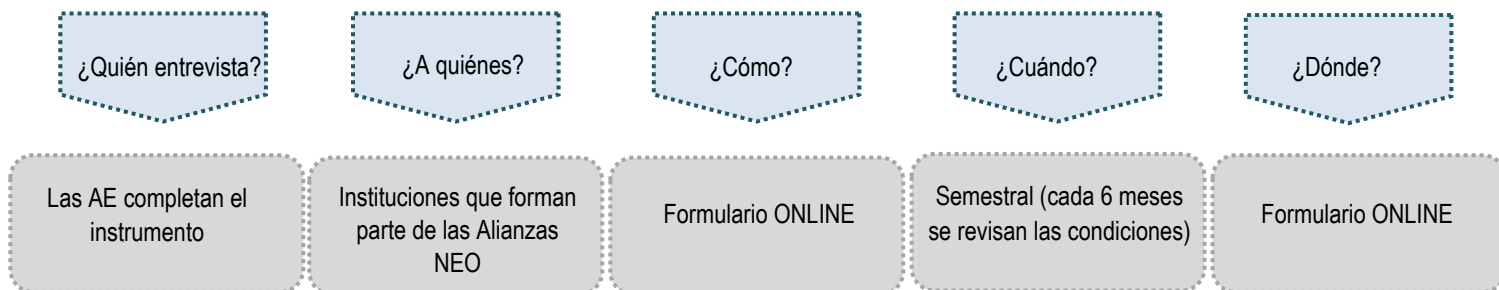 ¿Quién entrevista?
¿A quiénes?
¿Cómo?
¿Cuándo?
¿Dónde?
Las AE completan el
instrumento
Instituciones que forman
parte de las Alianzas
NEO
Formulario ONLINE
Semestral (cada 6 meses
se revisan las condiciones)
Formulario ONLINE